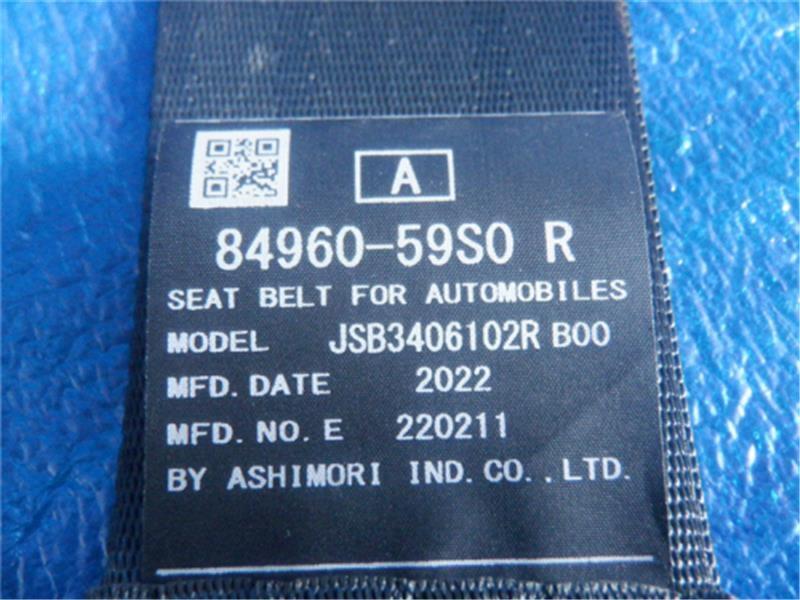 A
84960-59S0 R
SEAT BELT FOR AUTOMOBILES
MODEL JSB3406102R B00
MFD. DATE 2022
MFD. NO. E 220211
BY ASHIMORI IND. CO., LTD.